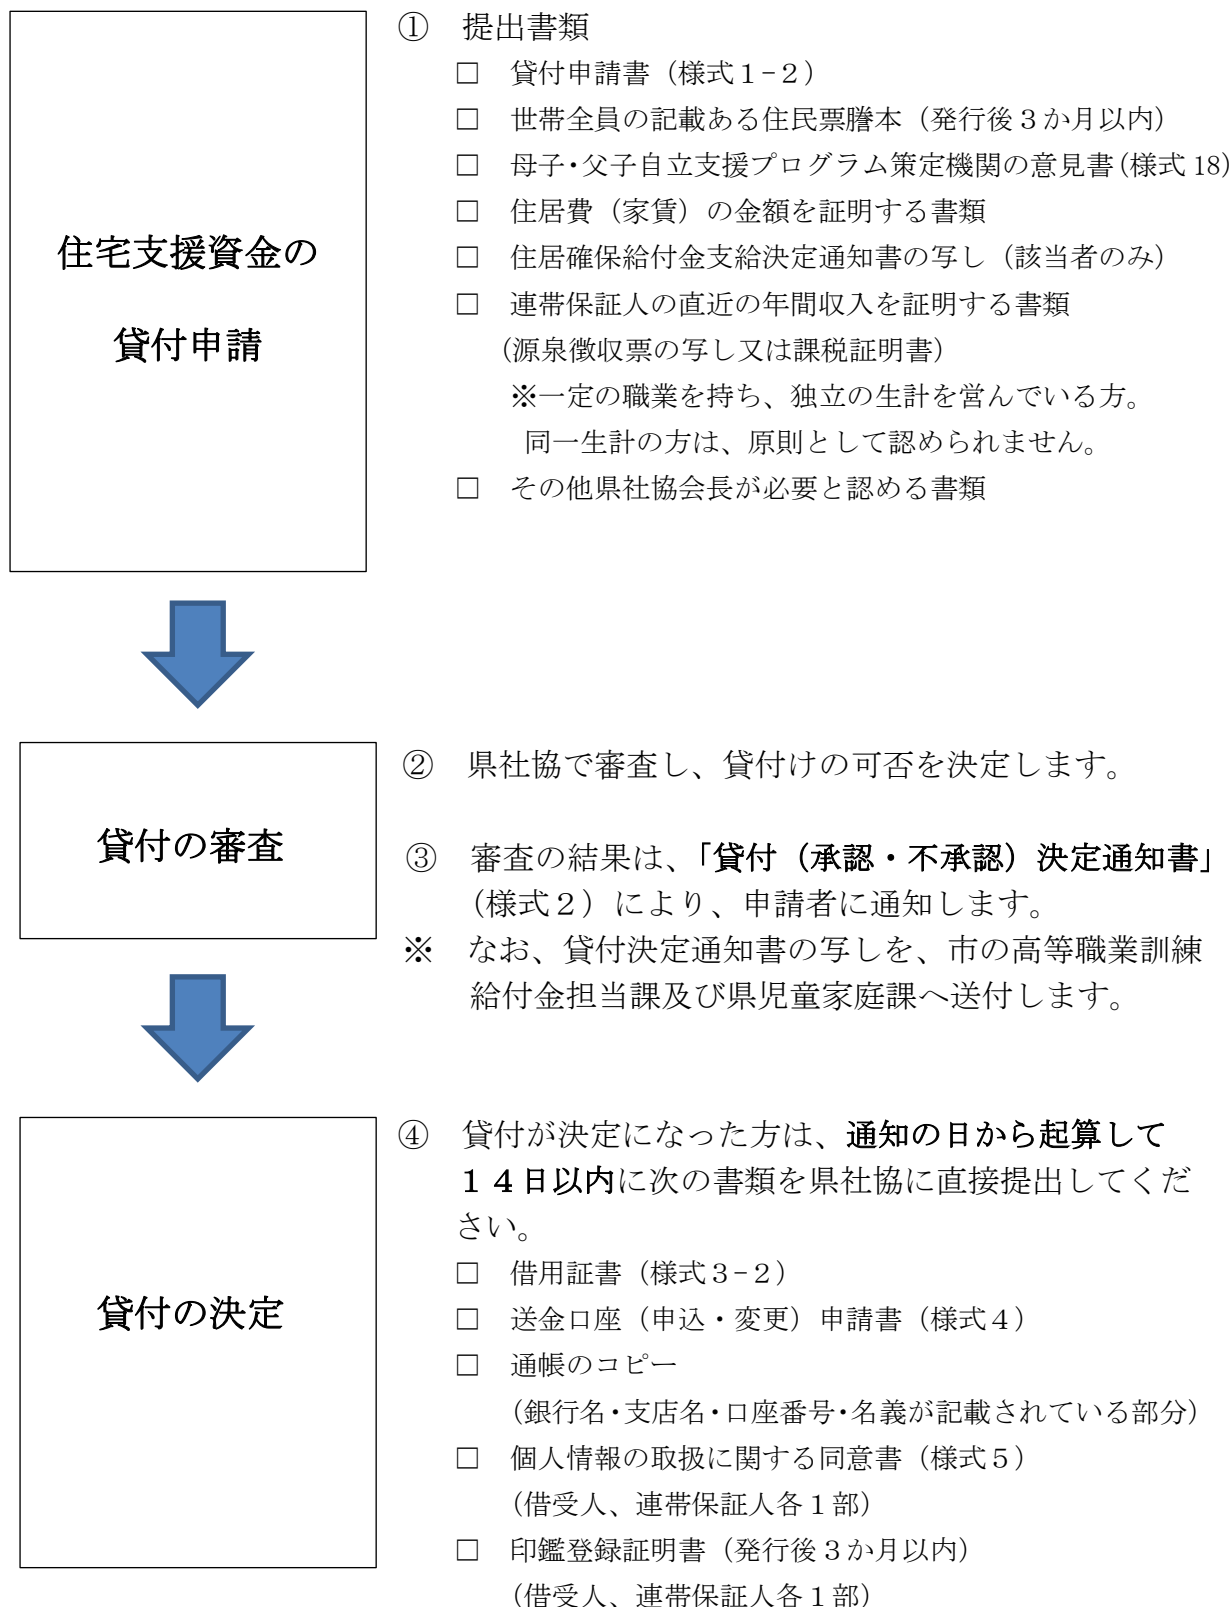 住宅支援資金の
貸付申請
① 提出書類
□ 貸付申請書（様式１−２）
□ 世帯全員の記載ある住民票謄本（発行後３か月以内）
□ 母子・父子自立支援プログラム策定機関の意見書（様式 18）
□ 住居費（家賃）の金額を証明する書類
□ 住居確保給付金支給決定通知書の写し（該当者のみ）
□ 連帯保証人の直近の年間収入を証明する書類
（源泉徴収票の写し又は課税証明書）
※一定の職業を持ち、独立の生計を営んでいる方。
同一生計の方は、原則として認められません。
□ その他県社協会長が必要と認める書類
貸付の審査
② 県社協で審査し、貸付けの可否を決定します。
③ 審査の結果は、「貸付（承認・不承認）決定通知書」
（様式２）により、申請者に通知します。
※ なお、貸付決定通知書の写しを、市の高等職業訓練
給付金担当課及び県児童家庭課へ送付します。
貸付の決定
④ 貸付が決定になった方は、通知の日から起算して
１４日以内に次の書類を県社協に直接提出してくだ
さい。
□ 借用証書（様式３−２）
□ 送金口座（申込・変更）申請書（様式４）
□ 通帳のコピー
（銀行名・支店名・口座番号・名義が記載されている部分）
□ 個人情報の取扱に関する同意書（様式５）
（借受人、連帯保証人各１部）
□ 印鑑登録証明書（発行後３か月以内）
（借受人、連帯保証人各１部）